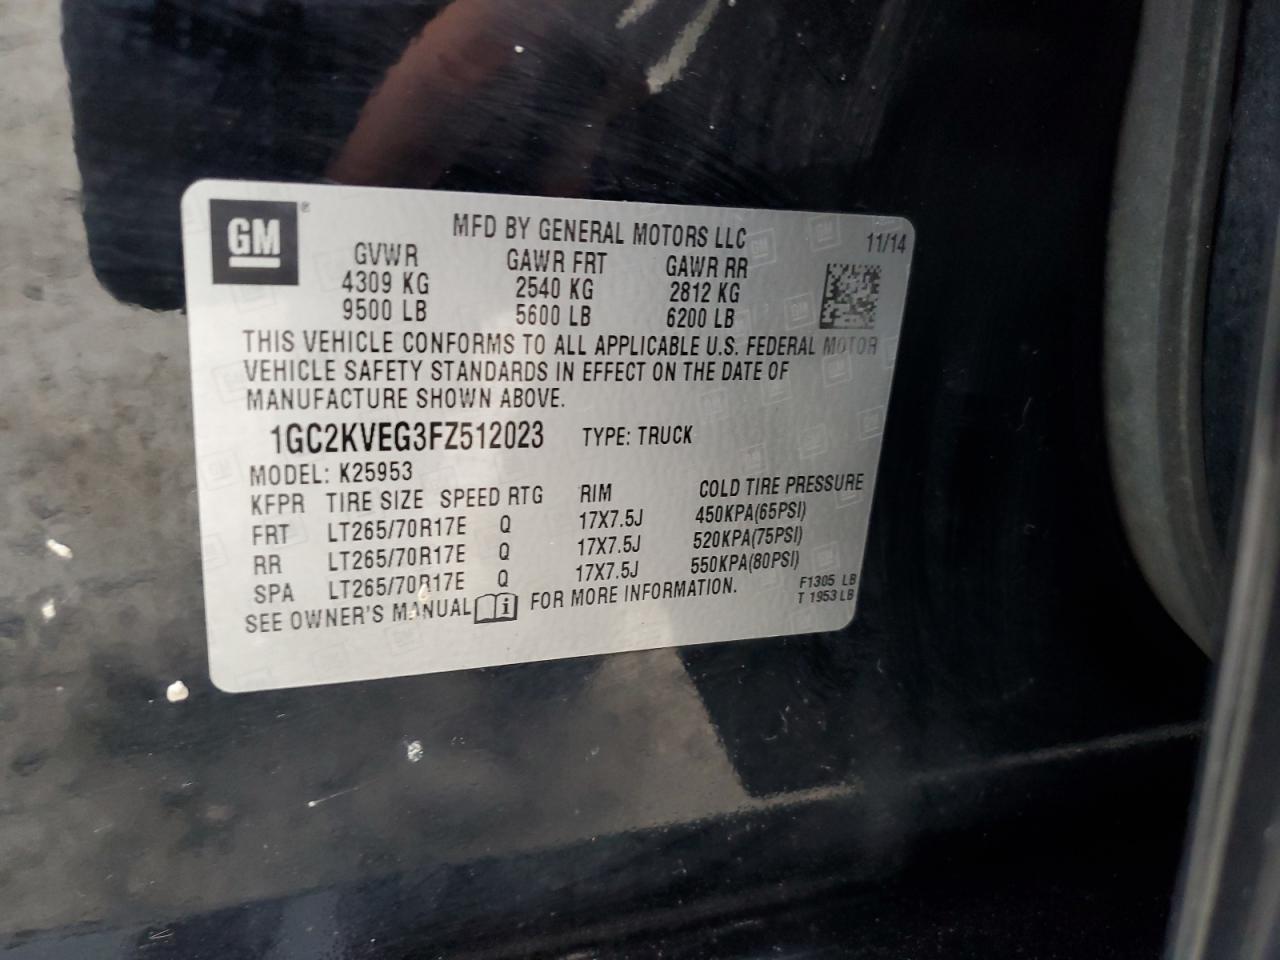 GM
MFD BY GENERAL MOTORS LLC 11/14
GVWR GAWR FRT GAWR RR
4309 KG 2540 KG 2812 KG
9500 LB 5600 LB 6200 LB
THIS VEHICLE CONFORMS TO ALL APPLICABLE U.S. FEDERAL MOTOR
VEHICLE SAFETY STANDARDS IN EFFECT ON THE DATE OF
MANUFACTURE SHOWN ABOVE.
1GC2KVEG3FZ512023 TYPE: TRUCK
MODEL: K25953
KFPR TIRE SIZE SPEED RTG RIM COLD TIRE PRESSURE
FRT LT265/70R17E Q 17X7.5J 450KPA(65PSI)
RR LT265/70R17E Q 17X7.5J 520KPA(75PSI)
SPA LT265/70R17E Q 17X7.5J 550KPA(80PSI)
SEE OWNER'S MANUAL FOR MORE INFORMATION.
F1305 LB
T 1953 LB